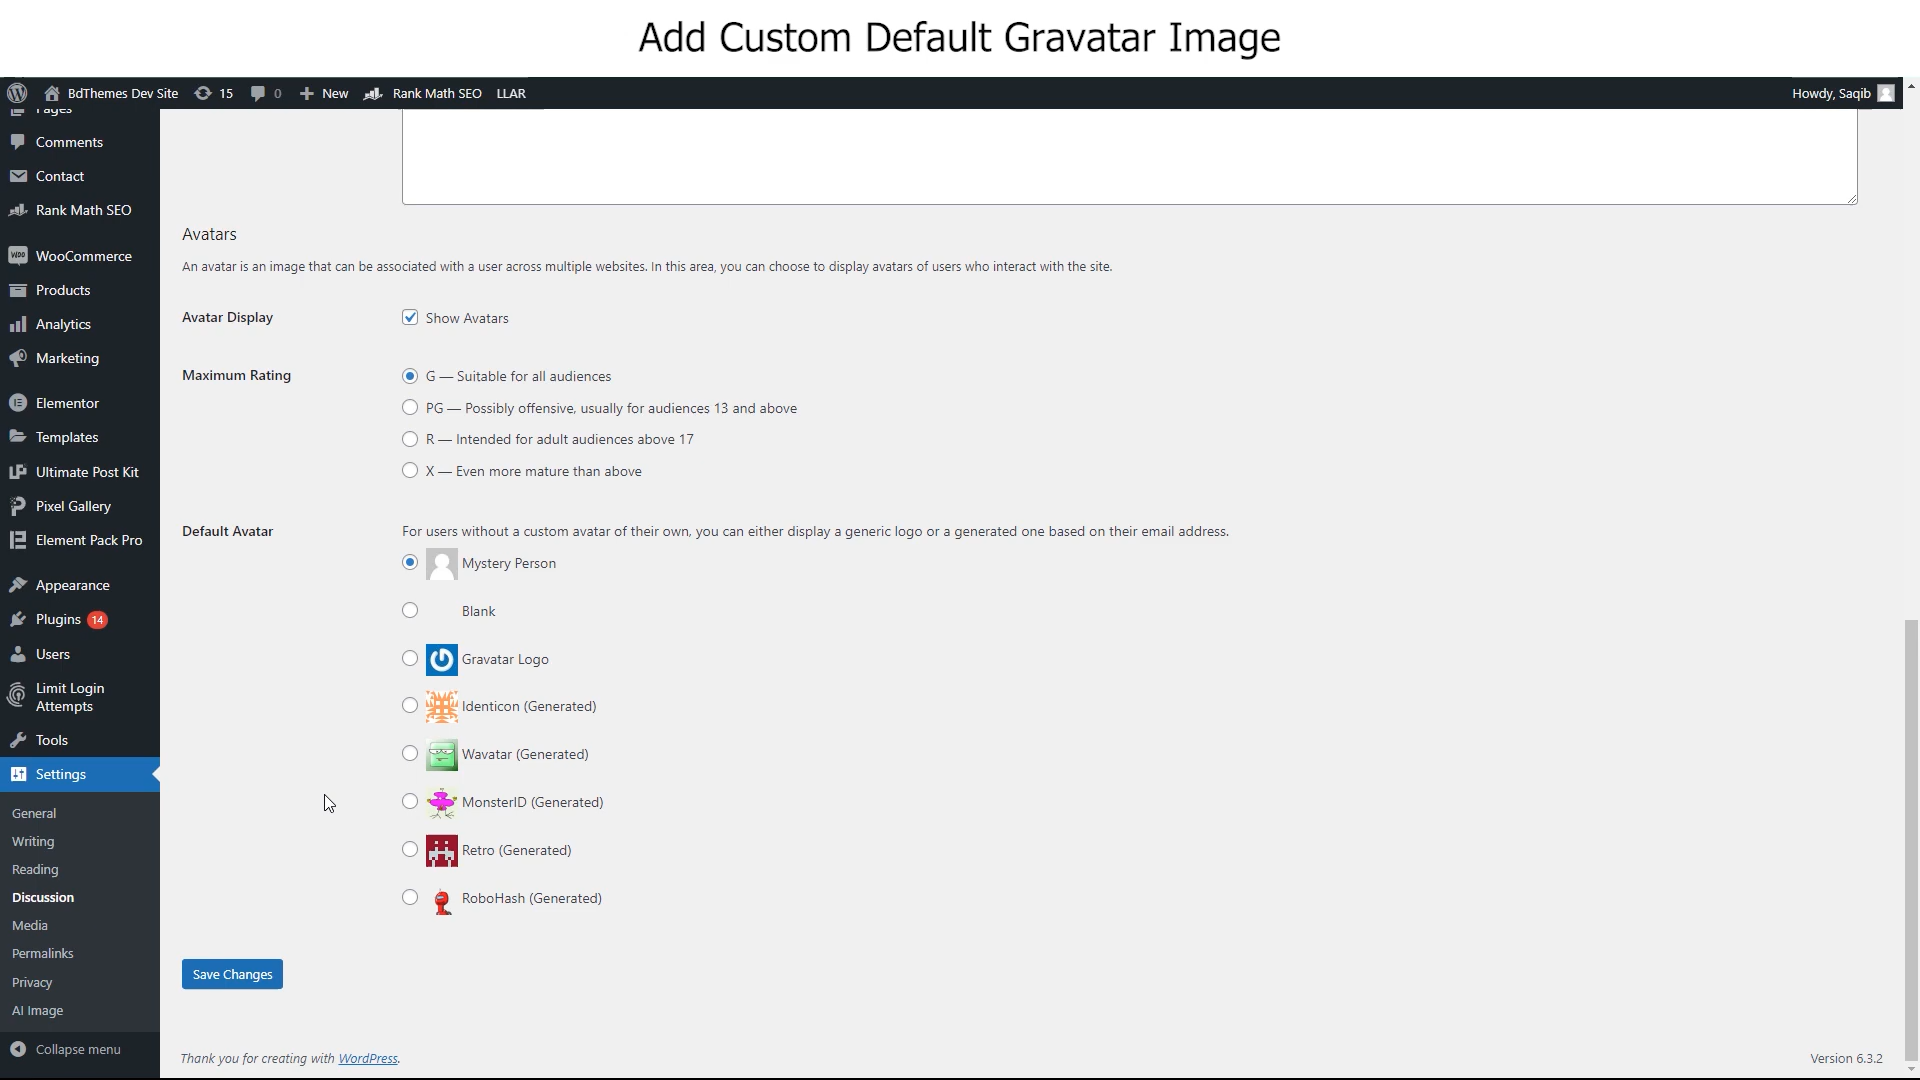 Add Custom Default Gravatar Image
BdThemes Dev Site 15 0 New Rank Math SEO LLAR Howdy, Saqib
Pages
Comments
Contact
Rank Math SEO
WooCommerce
Products
Analytics
Marketing
Elementor
Templates
Ultimate Post Kit
Pixel Gallery
Element Pack Pro
Appearance
Plugins 14
Users
Limit Login
Attempts
Tools
Settings
General
Writing
Reading
Discussion
Media
Permalinks
Privacy
AI Image
Collapse menu
Avatars
An avatar is an image that can be associated with a user across multiple websites. In this area, you can choose to display avatars of users who interact with the site.
Avatar Display Show Avatars
Maximum Rating G — Suitable for all audiences
PG — Possibly offensive, usually for audiences 13 and above
R — Intended for adult audiences above 17
X — Even more mature than above
Default Avatar For users without a custom avatar of their own, you can either display a generic logo or a generated one based on their email address.
Mystery Person
Blank
Gravatar Logo
Identicon (Generated)
Wavatar (Generated)
MonsterID (Generated)
Retro (Generated)
RoboHash (Generated)
Save Changes
Thank you for creating with WordPress. Version 6.3.2